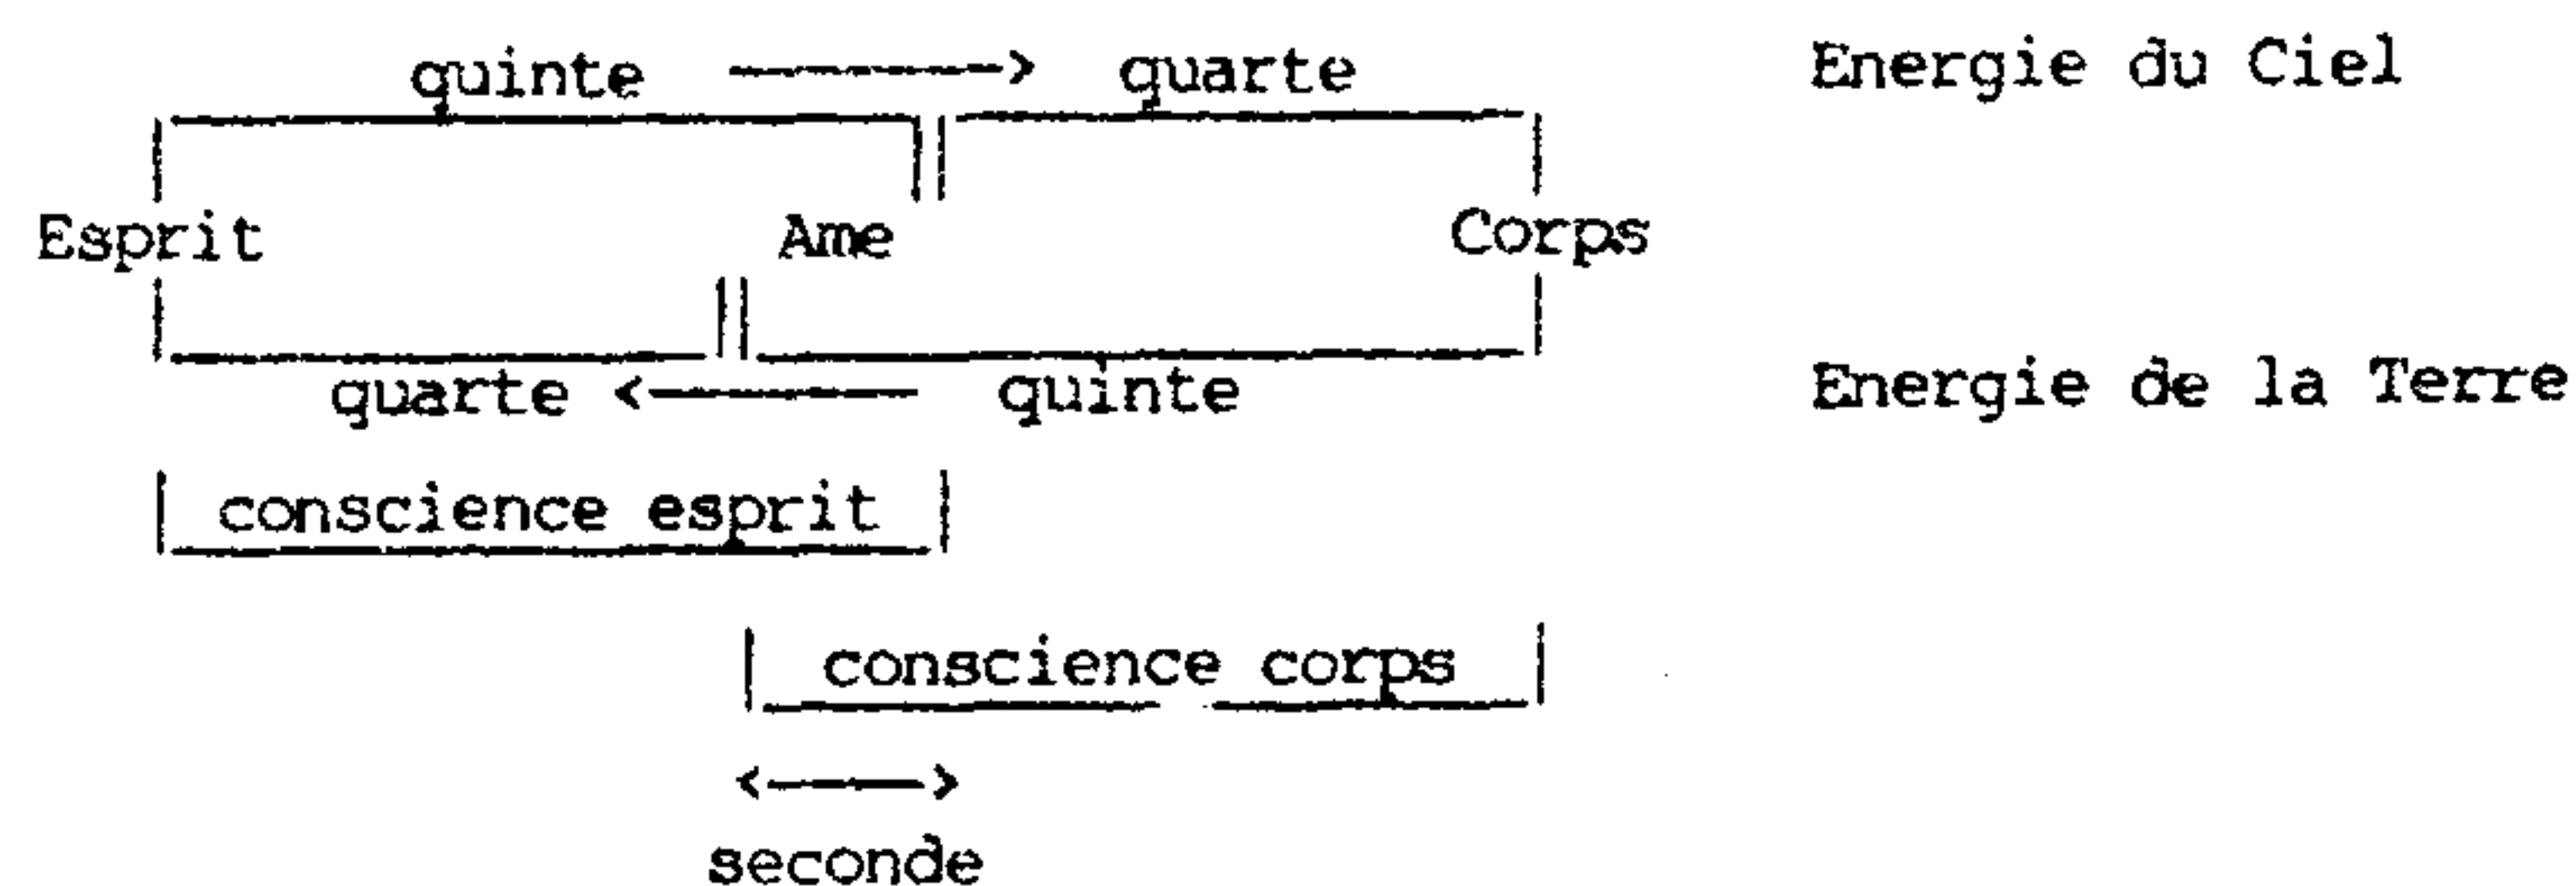 quinte ———> quarte Energie du Ciel
Esprit Ame Corps
quarte <——— quinte Energie de la Terre
conscience esprit
conscience corps
<———>
seconde